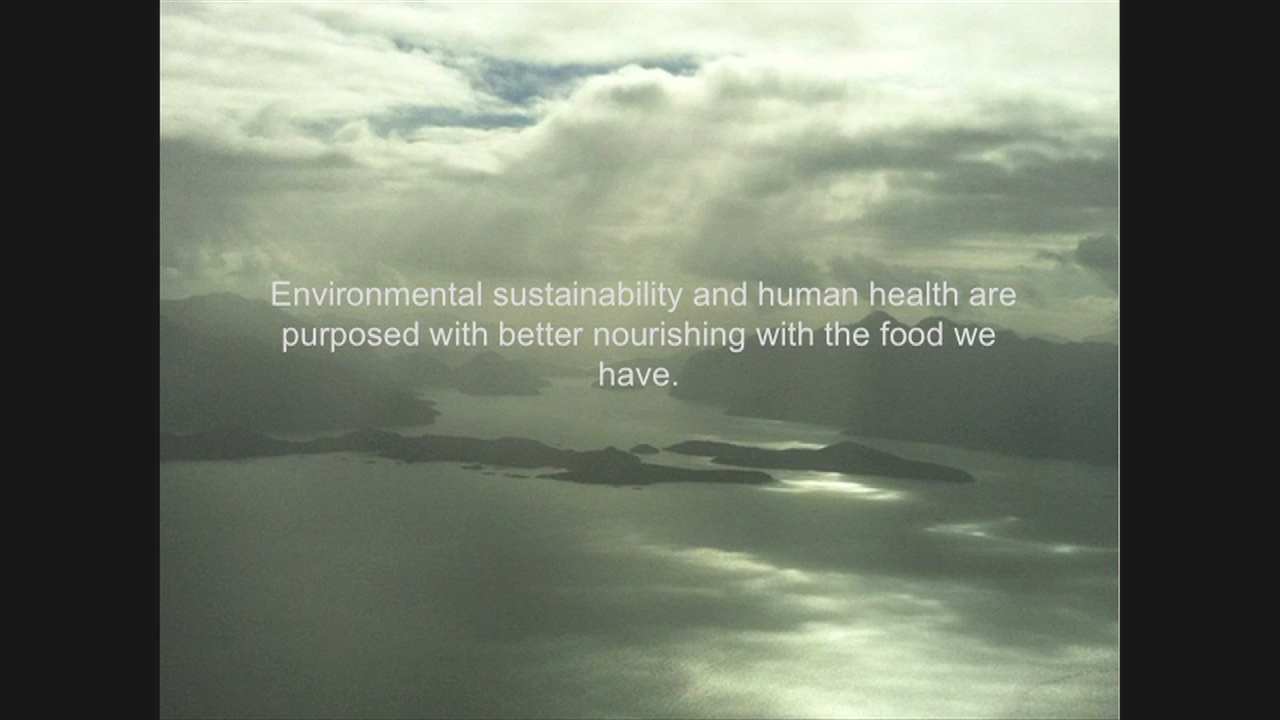 Environmental sustainability and human health are
purposed with better nourishing with the food we
have.